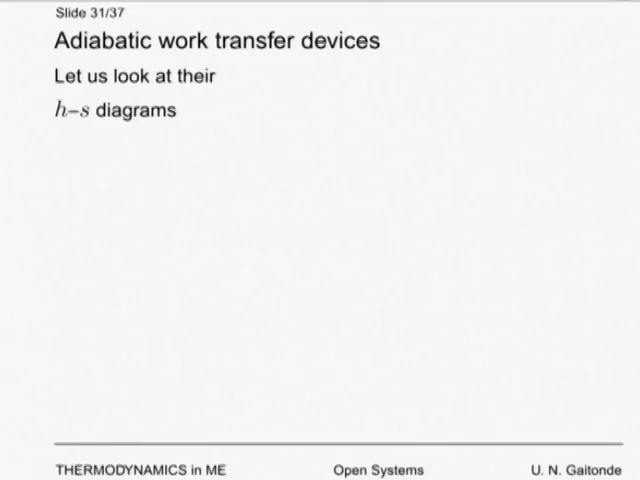 Slide 31/37
Adiabatic work transfer devices
Let us look at their
h–s diagrams
THERMODYNAMICS in ME Open Systems U. N. Gaitonde